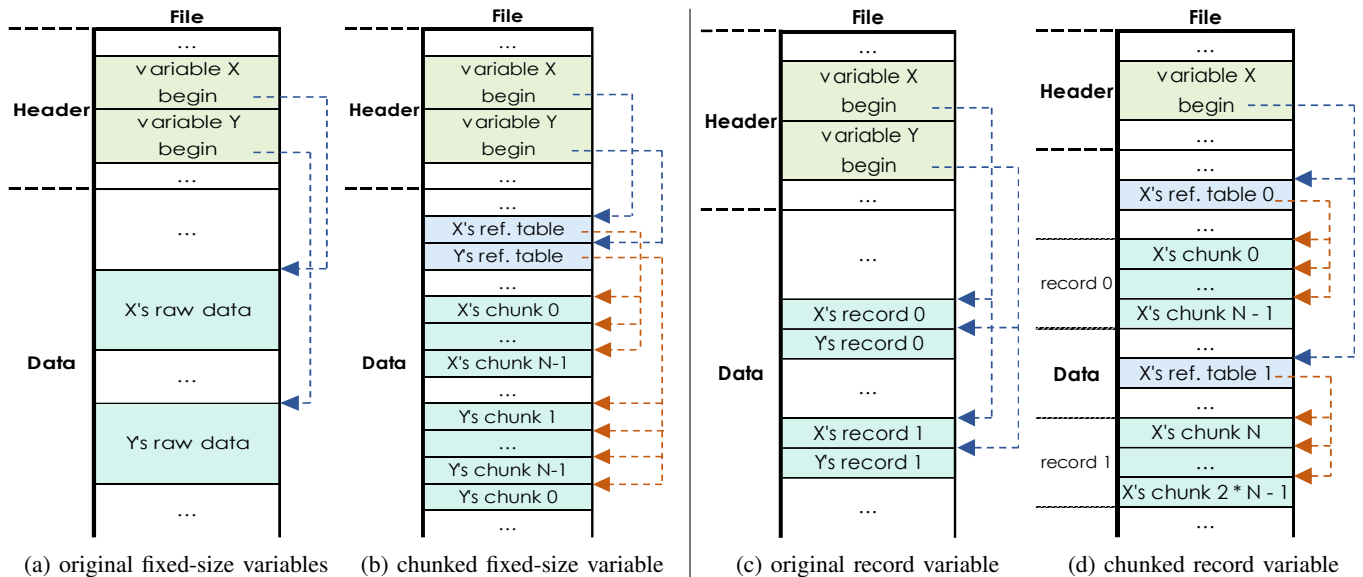 File
...
variable X
begin
variable Y
begin
...
...
X's raw data
...
Y's raw data
...
Header
Data
(a) original fixed-size variables
File
...
variable X
begin
variable Y
begin
...
...
X's ref. table
Y's ref. table
...
X's chunk 0
...
X's chunk N-1
...
Y's chunk 1
...
Y's chunk N-1
Y's chunk 0
...
Header
Data
(b) chunked fixed-size variable
File
...
variable X
begin
variable Y
begin
...
...
X's record 0
Y's record 0
...
X's record 1
Y's record 1
...
Header
Data
(c) original record variable
File
...
variable X
begin
...
...
X's ref. table 0
...
X's chunk 0
...
X's chunk N - 1
...
X's ref. table 1
...
X's chunk N
...
X's chunk 2 * N - 1
...
Header
record 0
Data
record 1
(d) chunked record variable